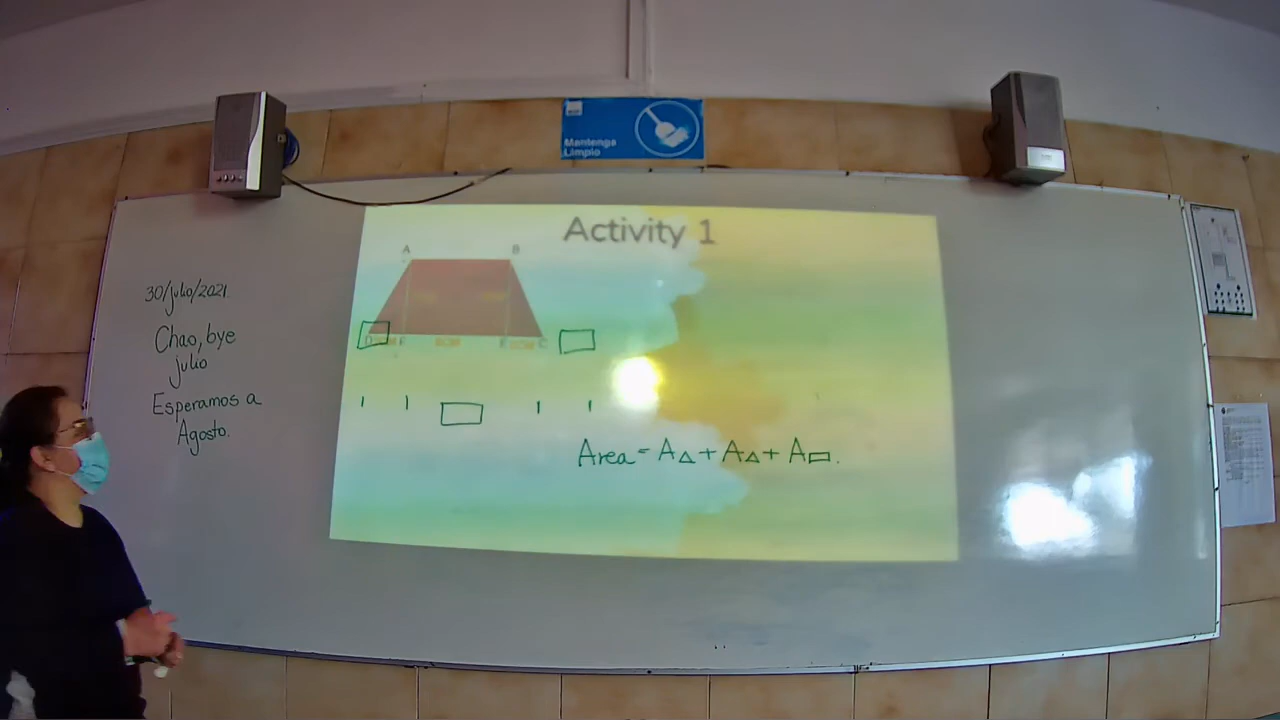 Mantenga
Limpio
Activity 1
A B
30/julio/2021.
Chao, bye
julio
Esperamos a
Agosto.
Area = A△ + A△ + A▭.